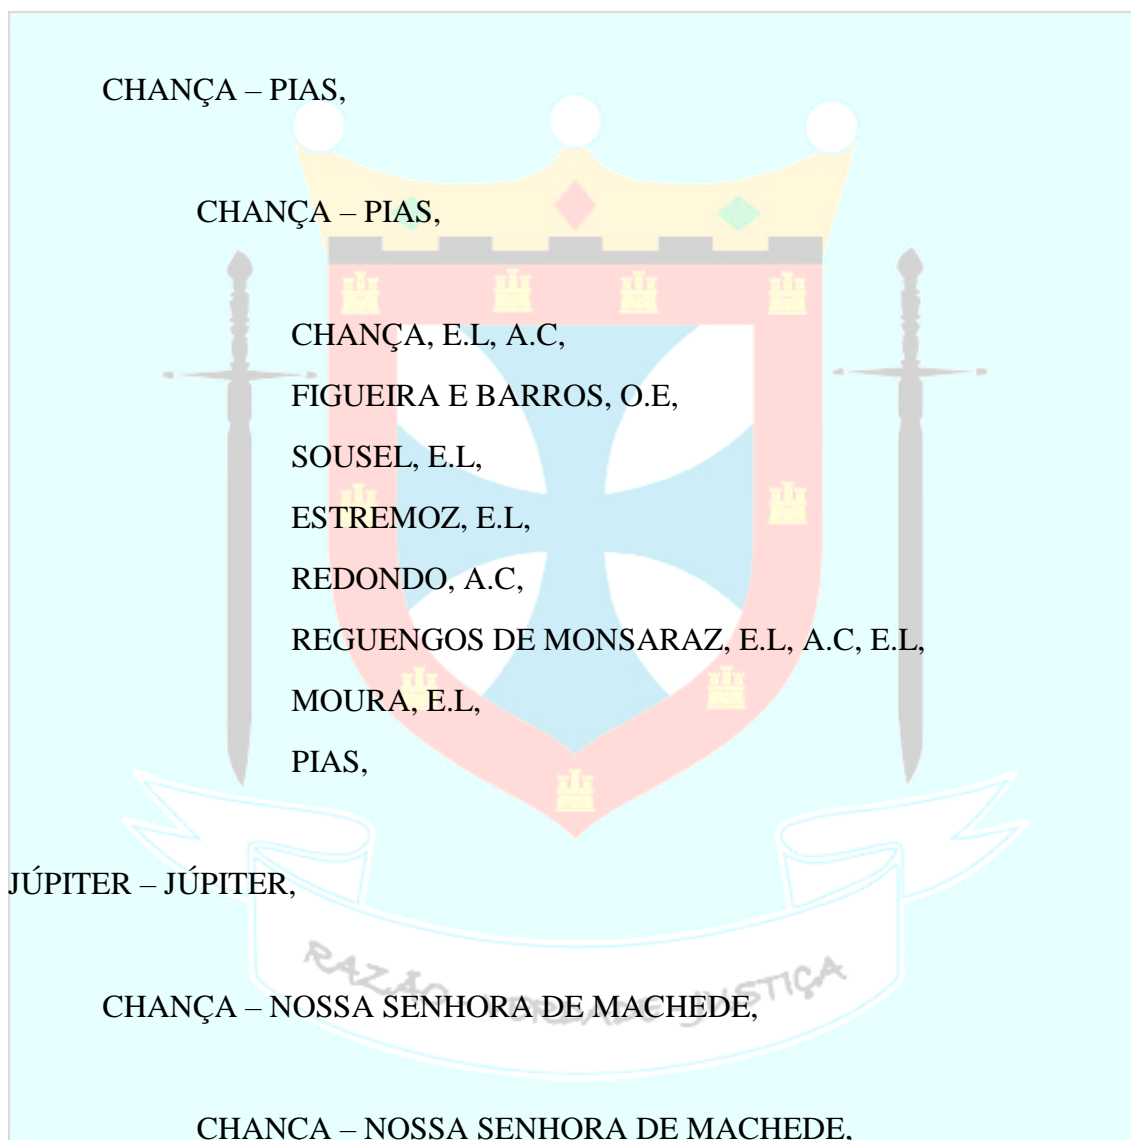 CHANÇA – PIAS,
CHANÇA – PIAS,
CHANÇA, E.L, A.C,
FIGUEIRA E BARROS, O.E,
SOUSEL, E.L,
ESTREMOZ, E.L,
REDONDO, A.C,
REGUENGOS DE MONSARAZ, E.L, A.C, E.L,
MOURA, E.L,
PIAS,
JÚPITER – JÚPITER,
RAZÃO JUSTIÇA
CHANÇA – NOSSA SENHORA DE MACHEDE,
CHANÇA – NOSSA SENHORA DE MACHEDE,